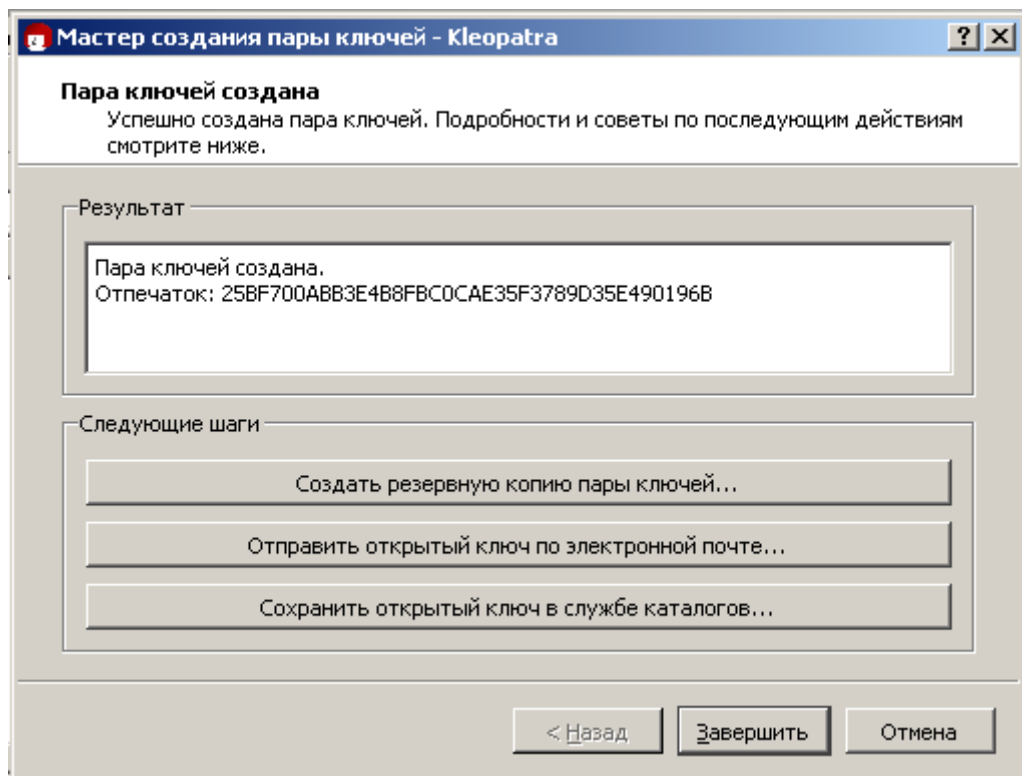 Мастер создания пары ключей - Kleopatra
Пара ключей создана
Успешно создана пара ключей. Подробности и советы по последующим действиям
смотрите ниже.
Результат
Пара ключей создана.
Отпечаток: 25BF700ABB3E4B8FBC0CAE35F3789D35E490196B
Следующие шаги
Создать резервную копию пары ключей...
Отправить открытый ключ по электронной почте...
Сохранить открытый ключ в службе каталогов...
< Назад
Завершить
Отмена